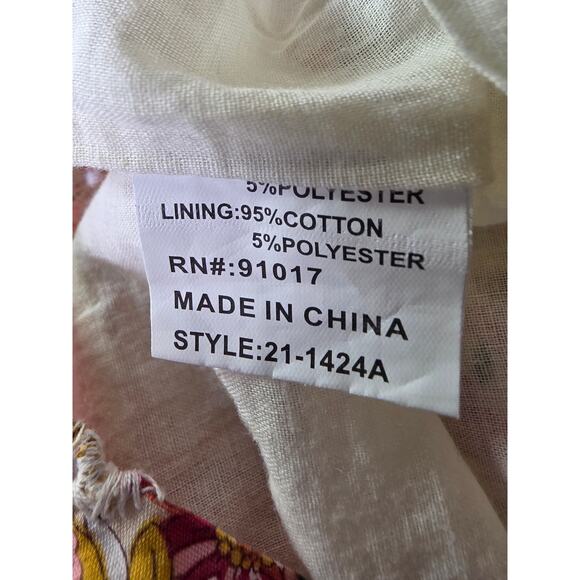 5%POLYESTER
LINING:95%COTTON
5%POLYESTER
RN#:91017
MADE IN CHINA
STYLE:21-1424A